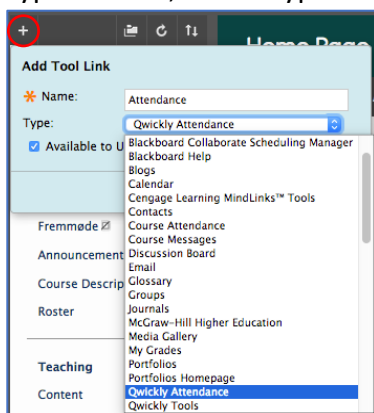 +
Home Page
Add Tool Link
Name:
Attendance
Type:
Qwickly Attendance
Available to U
Blackboard Collaborate Scheduling Manager
Blackboard Help
Blogs
Calendar
Cengage Learning MindLinks™ Tools
Contacts
Course Attendance
Course Messages
Discussion Board
Email
Glossary
Groups
Journals
McGraw-Hill Higher Education
Media Gallery
My Grades
Portfolios
Portfolios Homepage
Qwickly Attendance
Qwickly Tools
Fremmøde
Announcement
Course Descrip
Roster
Teaching
Content